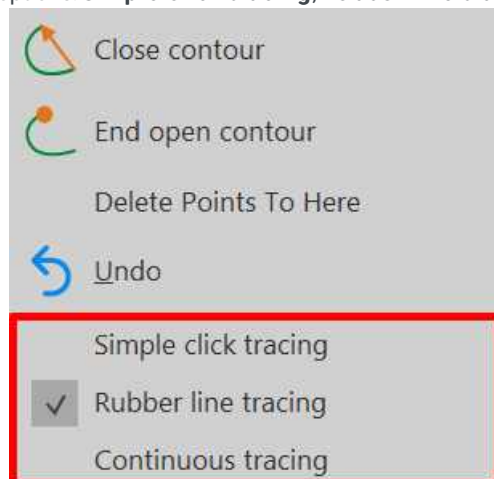 Close contour
End open contour
Delete Points To Here
Undo
Simple click tracing
Rubber line tracing
Continuous tracing